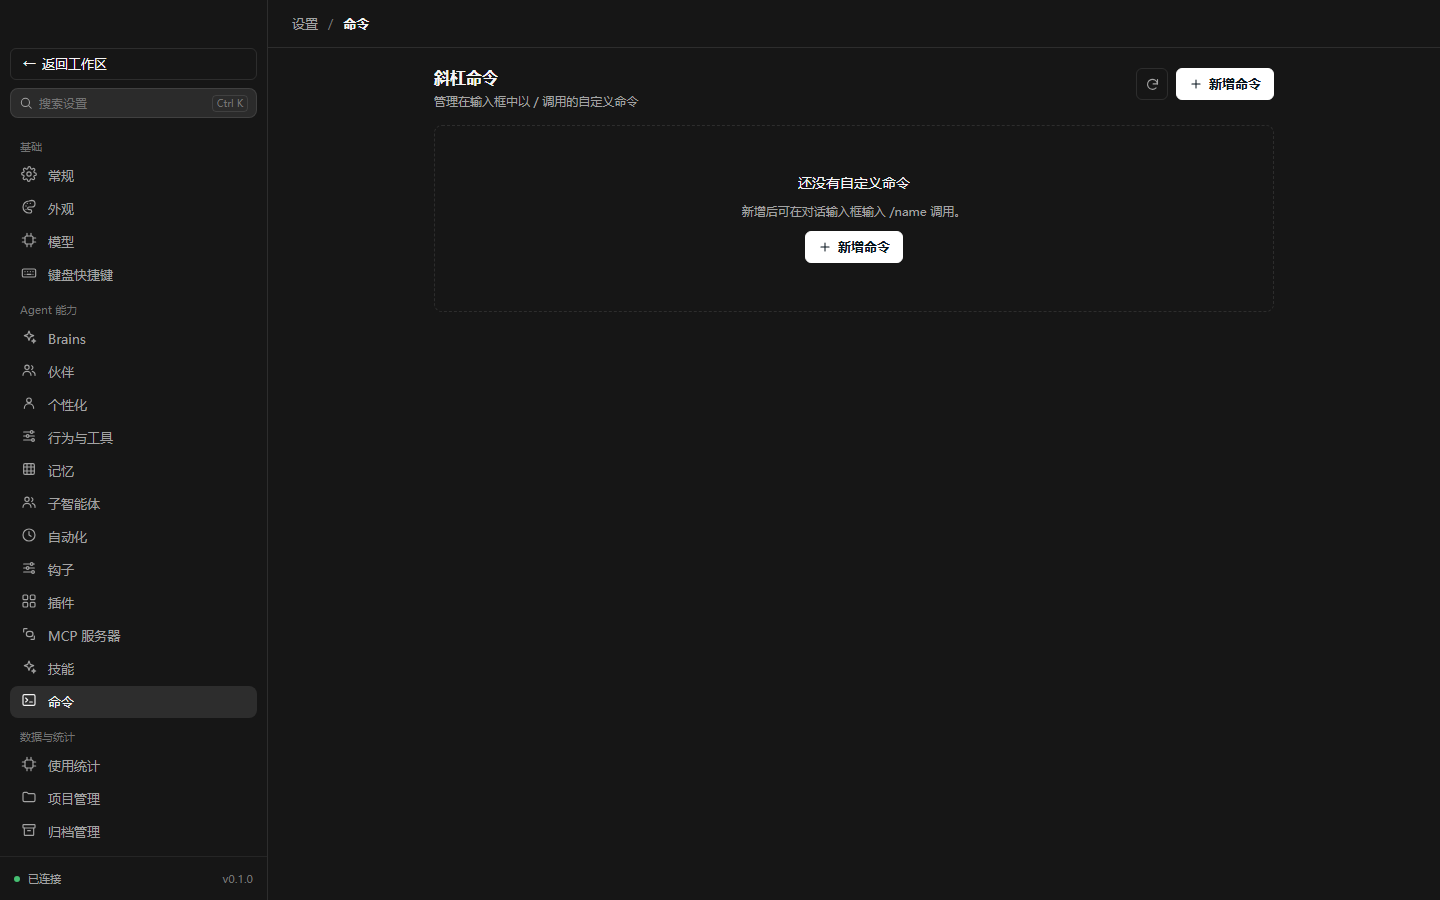 设置 / 命令
← 返回工作区
搜索设置 Ctrl K
基础
常规
外观
模型
键盘快捷键
Agent 能力
Brains
伙伴
个性化
行为与工具
记忆
子智能体
自动化
钩子
插件
MCP 服务器
技能
命令
数据与统计
使用统计
项目管理
归档管理
已连接 v0.1.0
斜杠命令
管理在输入框中以 / 调用的自定义命令
+ 新增命令
还没有自定义命令
新增后可在对话输入框输入 /name 调用。
+ 新增命令